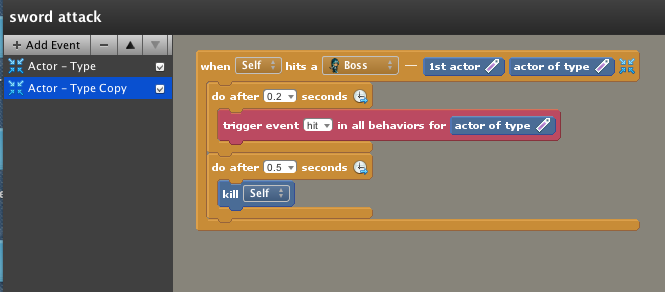 sword attack
+ Add Event − ▲ ▼
Actor – Type
Actor – Type Copy
when Self hits a Boss — 1st actor actor of type
do after 0.2 seconds
trigger event hit in all behaviors for actor of type
do after 0.5 seconds
kill Self